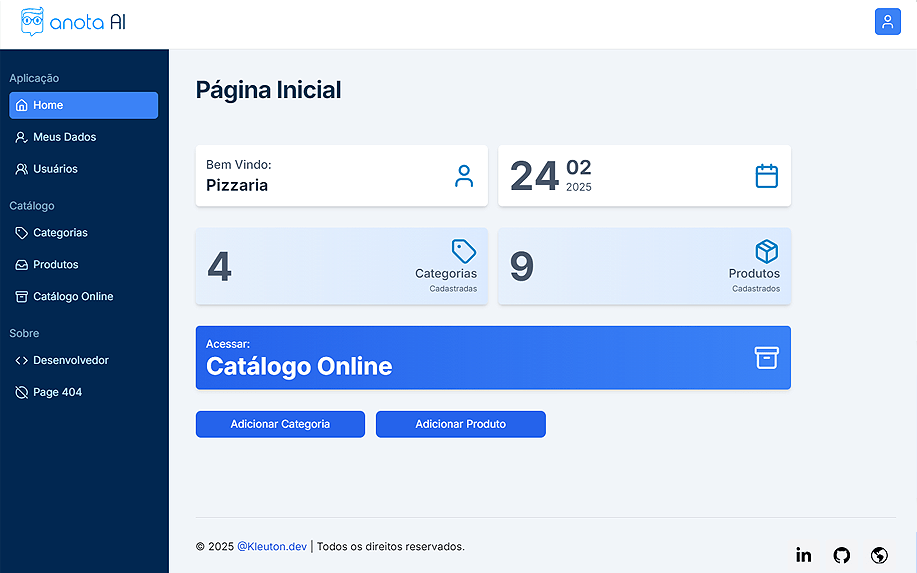 anota AI
Aplicação
Home
Meus Dados
Usuários
Catálogo
Categorias
Produtos
Catálogo Online
Sobre
Desenvolvedor
Page 404
Página Inicial
Bem Vindo:
Pizzaria
24 02
2025
4
Categorias
Cadastradas
9
Produtos
Cadastrados
Acessar:
Catálogo Online
Adicionar Categoria
Adicionar Produto
© 2025 @Kleuton.dev | Todos os direitos reservados.
in